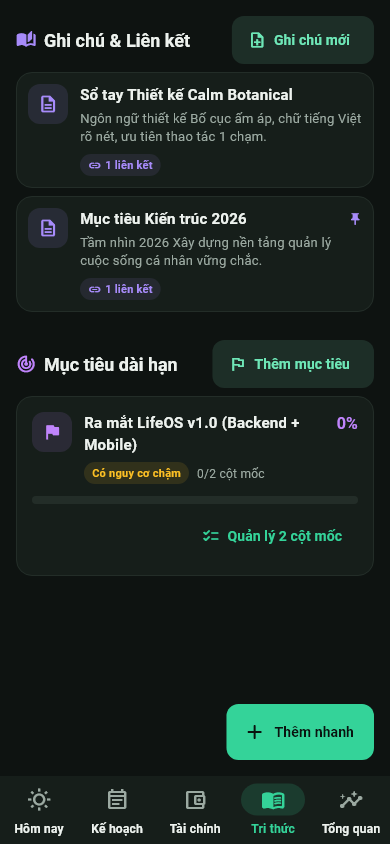 Ghi chú & Liên kết
Ghi chú mới
Sổ tay Thiết kế Calm Botanical
Ngôn ngữ thiết kế Bố cục ấm áp, chữ tiếng Việt
rõ nét, ưu tiên thao tác 1 chạm.
1 liên kết
Mục tiêu Kiến trúc 2026
Tầm nhìn 2026 Xây dựng nền tảng quản lý
cuộc sống cá nhân vững chắc.
1 liên kết
Mục tiêu dài hạn
Thêm mục tiêu
Ra mắt LifeOS v1.0 (Backend +
Mobile)
0%
Có nguy cơ chậm
0/2 cột mốc
Quản lý 2 cột mốc
Thêm nhanh
Hôm nay
Kế hoạch
Tài chính
Tri thức
Tổng quan